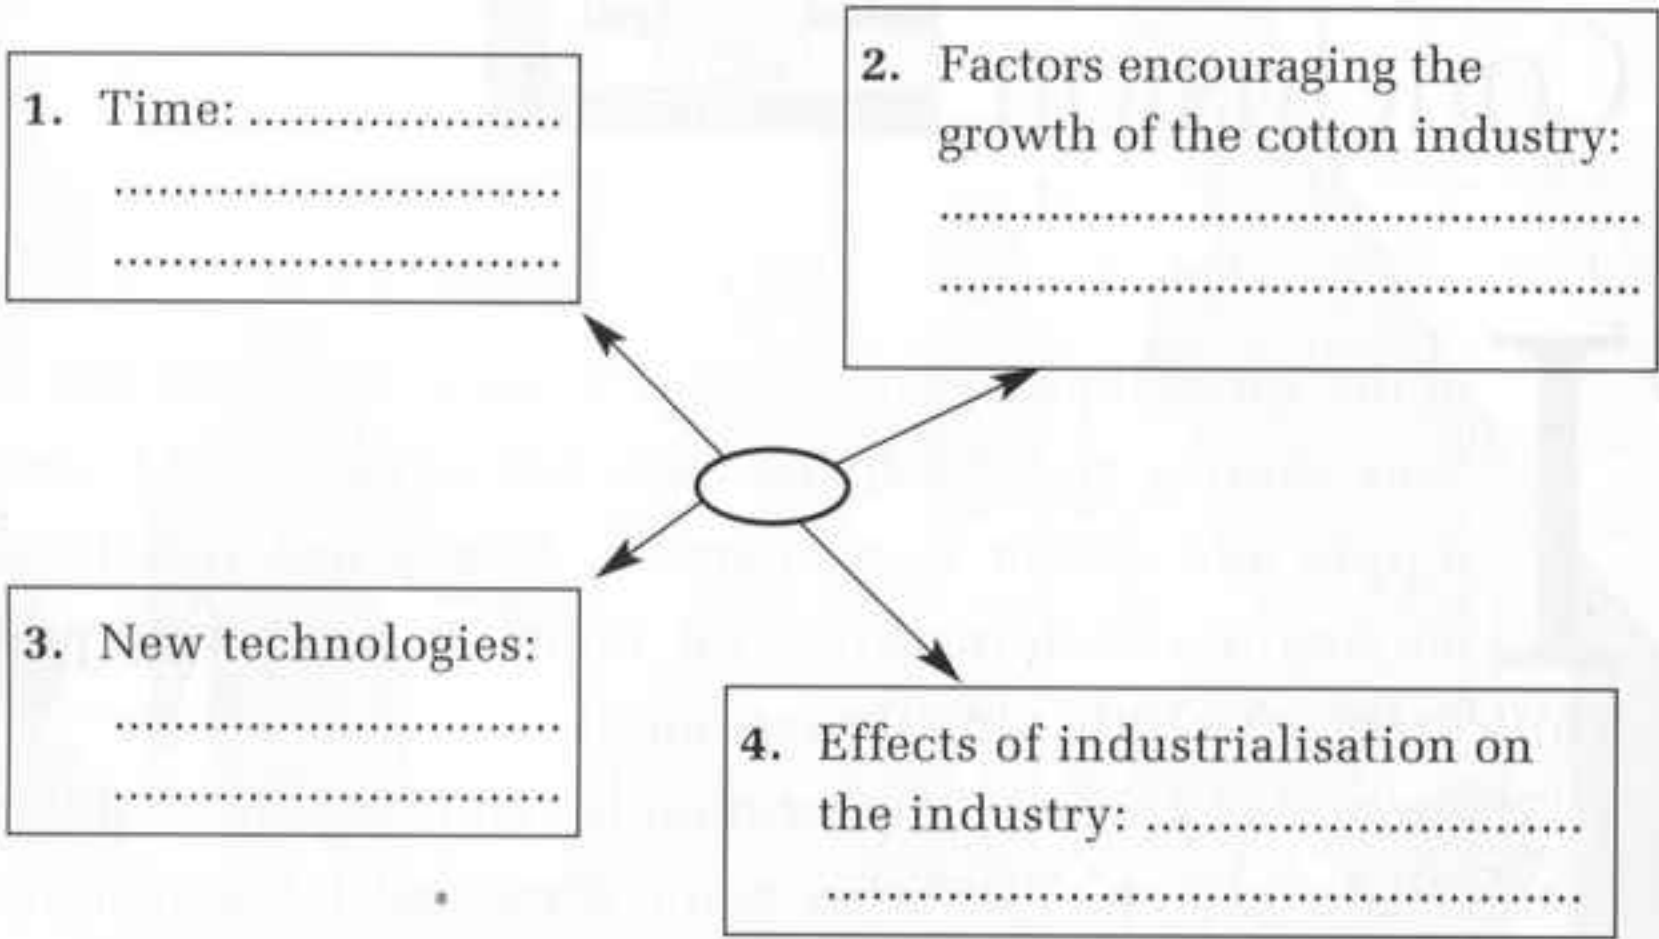 1. Time: ......................
..............................
..............................
2. Factors encouraging the
growth of the cotton industry:
...............................................
...............................................
3. New technologies:
..............................
..............................
4. Effects of industrialisation on
the industry: .............................
...................................................